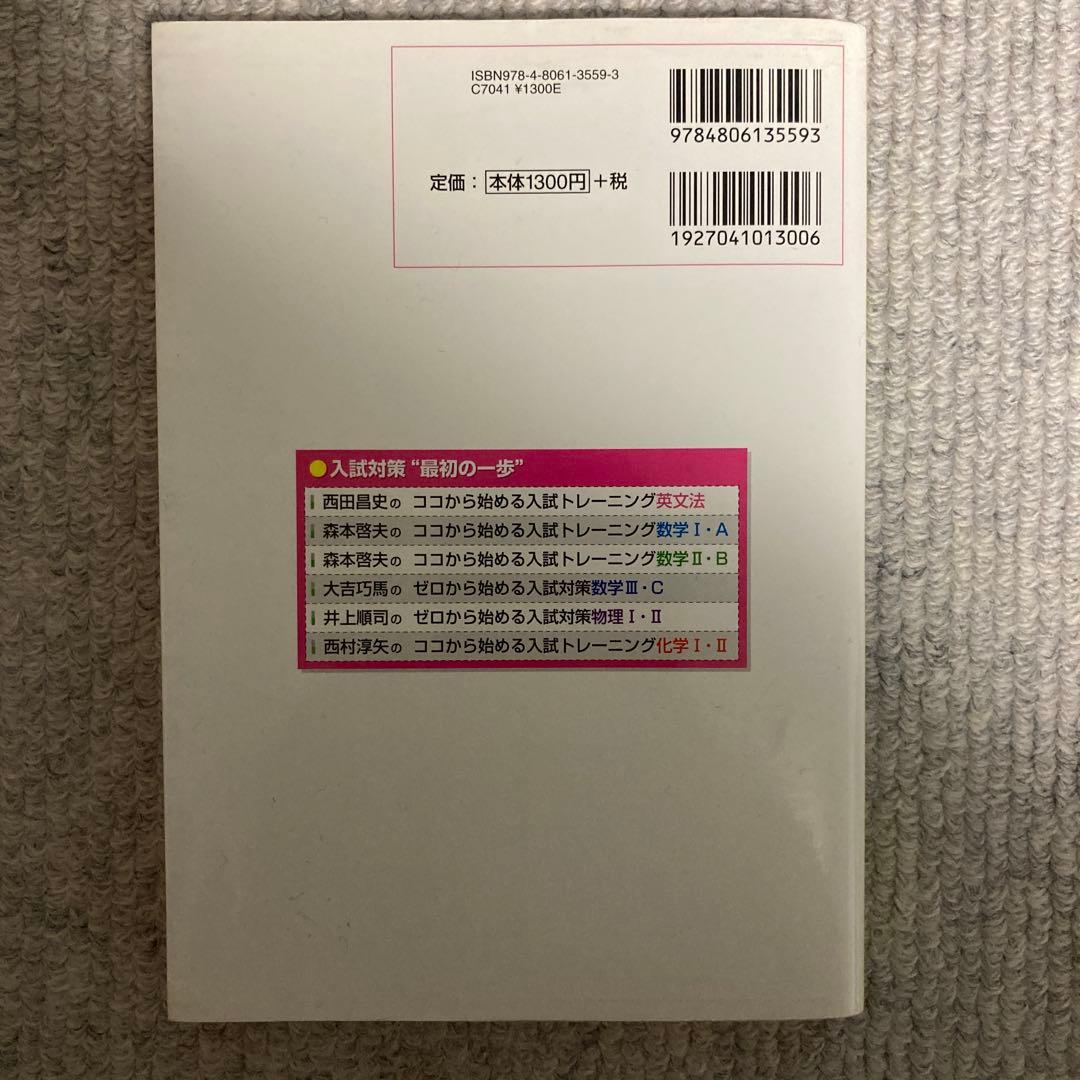 ISBN978-4-8061-3559-3
C7041 ¥1300E
9784806135593
定価：本体1300円＋税
1927041013006
●入試対策“最初の一歩”
西田昌史の ココから始める入試トレーニング英文法
森本啓夫の ココから始める入試トレーニング数学Ⅰ・A
森本啓夫の ココから始める入試トレーニング数学Ⅱ・B
大吉巧馬の ゼロから始める入試対策数学Ⅲ・C
井上順司の ゼロから始める入試対策物理Ⅰ・Ⅱ
西村淳矢の ココから始める入試トレーニング化学Ⅰ・Ⅱ